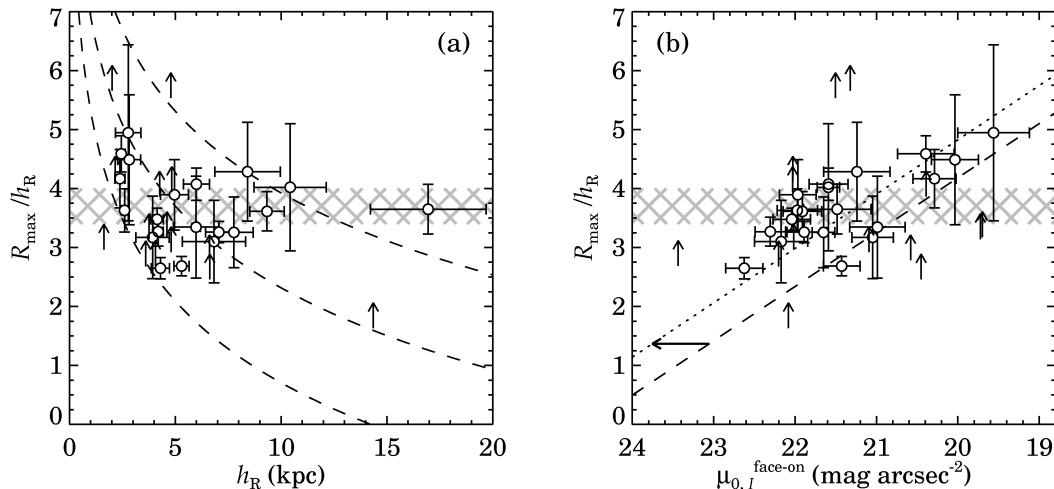 (a)
R_max/h_R
7
6
5
4
3
2
1
0
0 5 10 15 20
h_R (kpc)
(b)
R_max/h_R
7
6
5
4
3
2
1
0
24 23 22 21 20 19
μ_0,I^face-on (mag arcsec^-2)